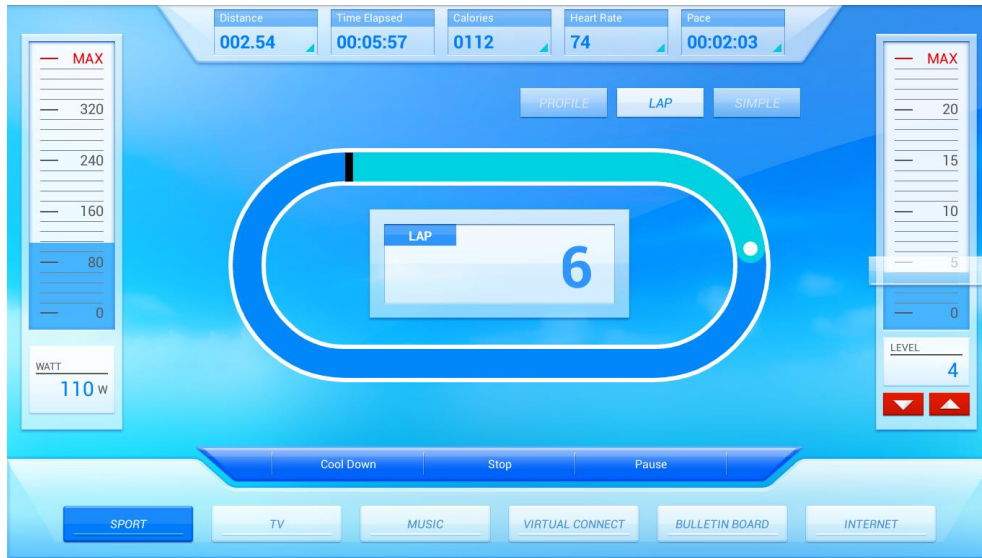 Distance
Time Elapsed
Calories
Heart Rate
Pace
002.54
00:05:57
0112
74
00:02:03
PROFILE
LAP
SIMPLE
MAX
320
240
160
80
0
WATT
110 W
LAP
6
MAX
20
15
10
5
0
LEVEL
4
Cool Down
Stop
Pause
SPORT
TV
MUSIC
VIRTUAL CONNECT
BULLETIN BOARD
INTERNET